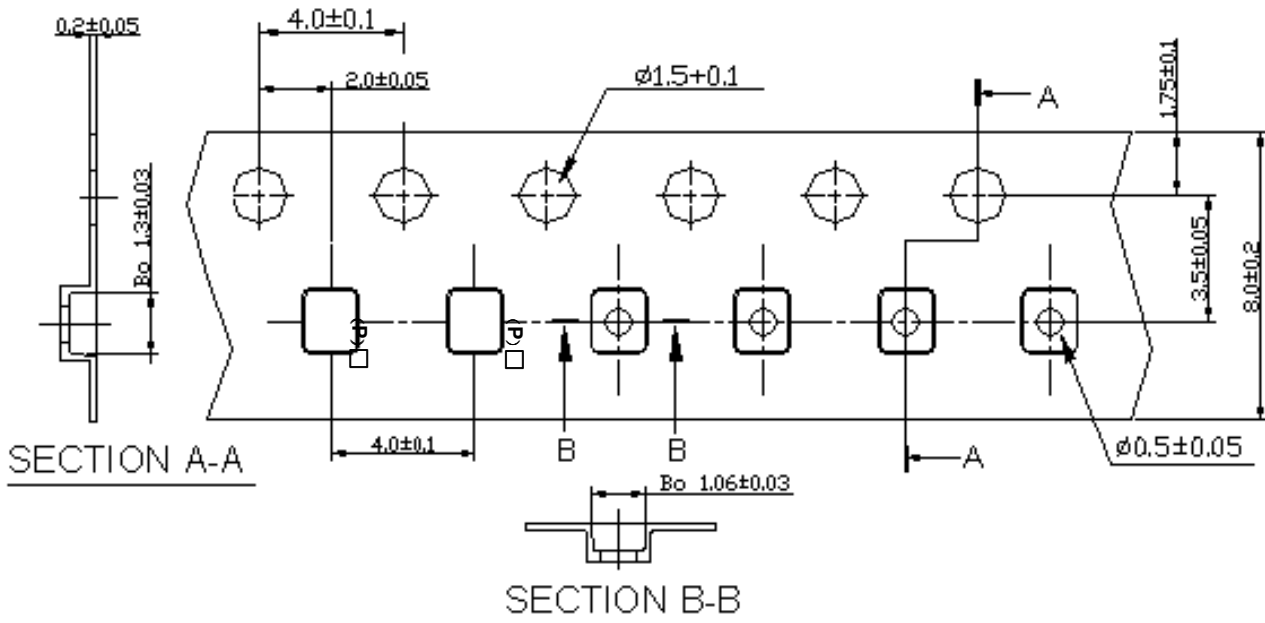 0.2±0.05
4.0±0.1
2.0±0.05
Ø1.5+0.1
A
1.75±0.1
Bo 1.3±0.03
3.5±0.05
8.0±0.2
(P)□
(P)□
4.0±0.1
B
B
A
Ø0.5±0.05
SECTION A-A
Bo 1.06±0.03
SECTION B-B